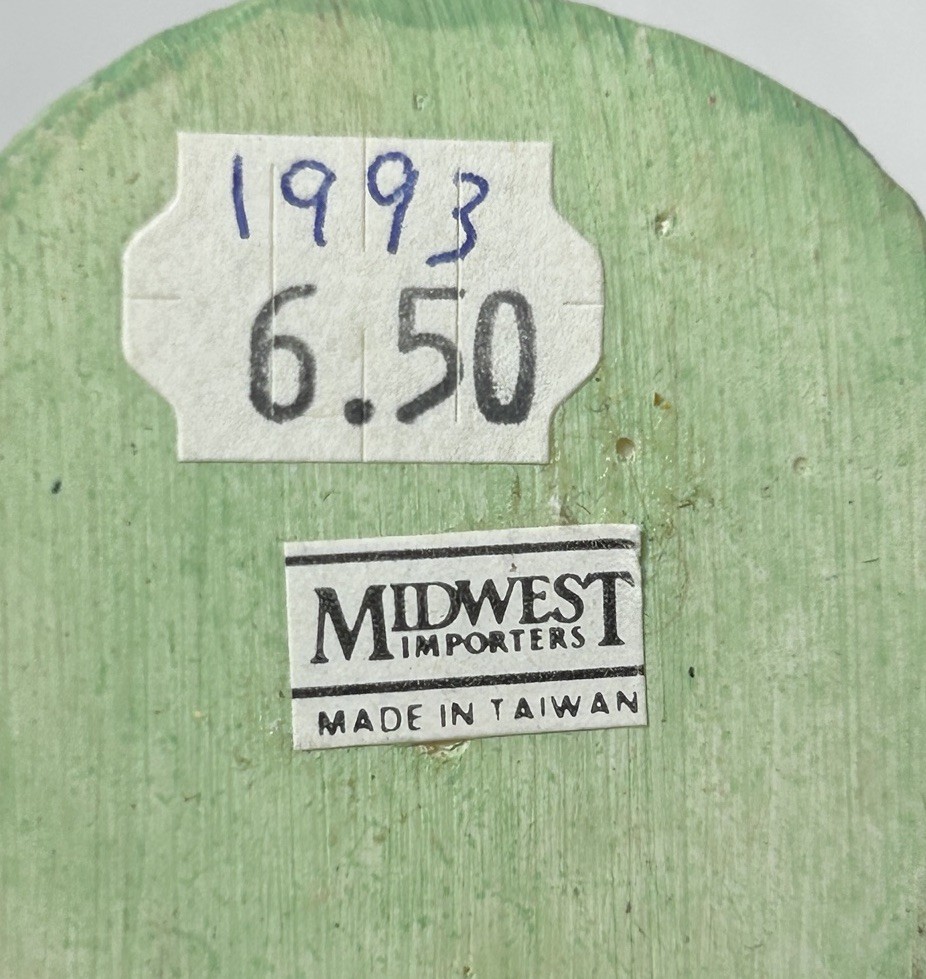 1993
6.50
MIDWEST
IMPORTERS
MADE IN TAIWAN